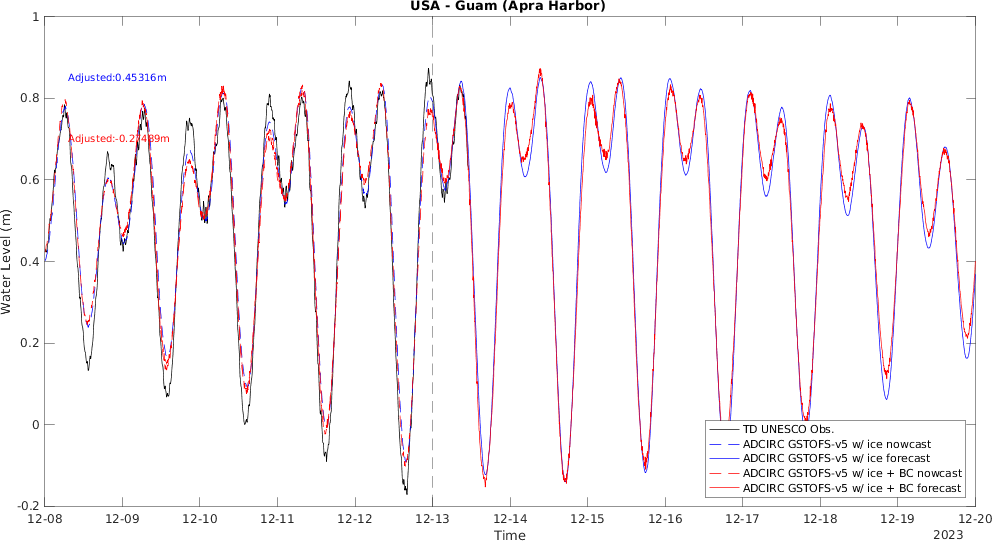 USA - Guam (Apra Harbor)
1
0.8
0.6
0.4
0.2
0
-0.2
Water Level (m)
Adjusted:0.45316m
12-08
12-09
12-10
12-11
12-12
12-13
12-14
12-15
12-16
12-17
12-18
12-19
12-20
Time
2023
TD UNESCO Obs.
ADCIRC GSTOFS-v5 w/ ice nowcast
ADCIRC GSTOFS-v5 w/ ice forecast
ADCIRC GSTOFS-v5 w/ ice + BC nowcast
ADCIRC GSTOFS-v5 w/ ice + BC forecast